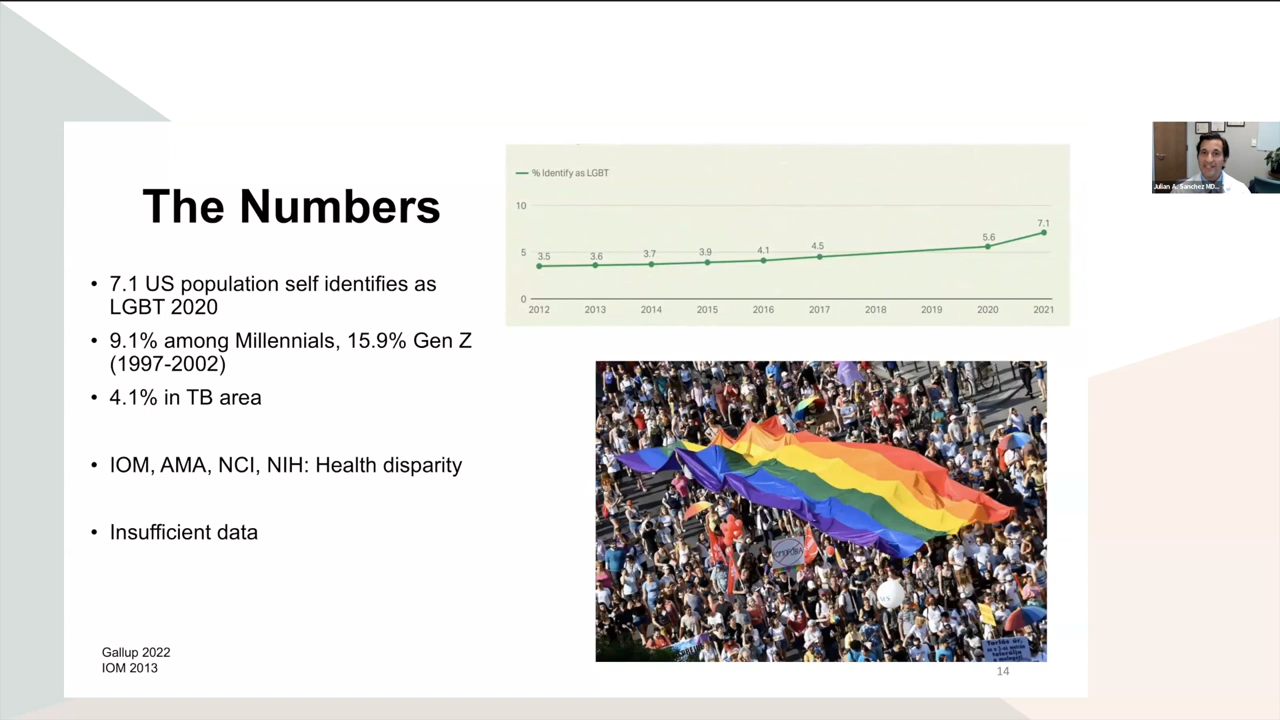 The Numbers
• 7.1 US population self identifies as
LGBT 2020
• 9.1% among Millennials, 15.9% Gen Z
(1997-2002)
• 4.1% in TB area
• IOM, AMA, NCI, NIH: Health disparity
• Insufficient data
Gallup 2022
IOM 2013
% Identify as LGBT
10
5
0
3.5 3.6 3.7 3.9 4.1 4.5 5.6 7.1
2012 2013 2014 2015 2016 2017 2018 2019 2020 2021
14
Julian A. Sanchez MD...